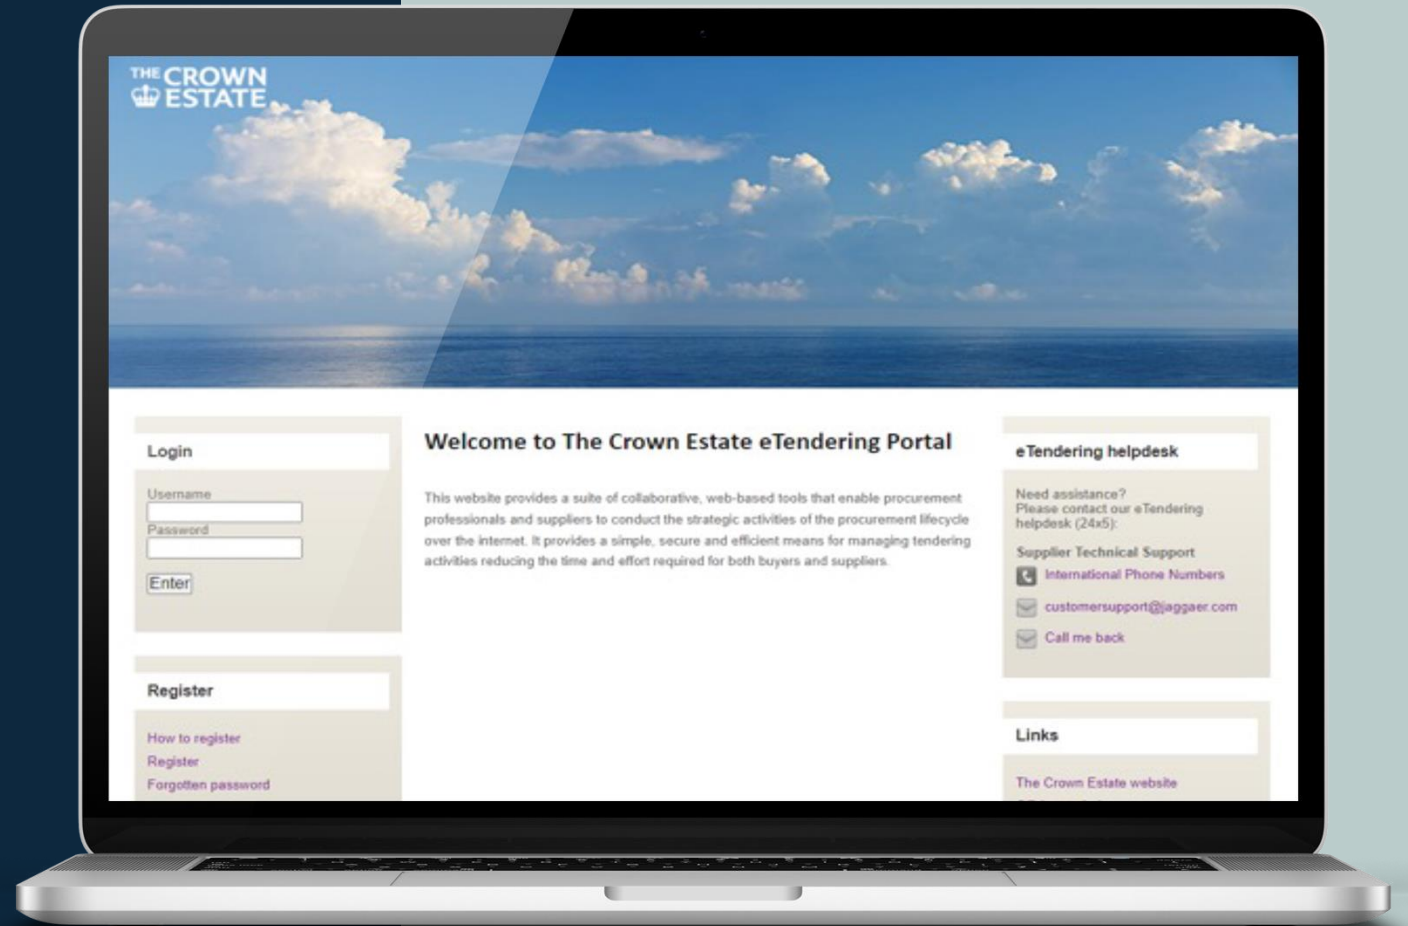 THE CROWN
ESTATE
Login
Username
Password
Enter
Register
How to register
Register
Forgotten password
Welcome to The Crown Estate eTendering Portal
This website provides a suite of collaborative, web-based tools that enable procurement
professionals and suppliers to conduct the strategic activities of the procurement lifecycle
over the internet. It provides a simple, secure and efficient means for managing tendering
activities reducing the time and effort required for both buyers and suppliers.
eTendering helpdesk
Need assistance?
Please contact our eTendering
helpdesk (24x5):
Supplier Technical Support
International Phone Numbers
customersupport@jaggaer.com
Call me back
Links
The Crown Estate website